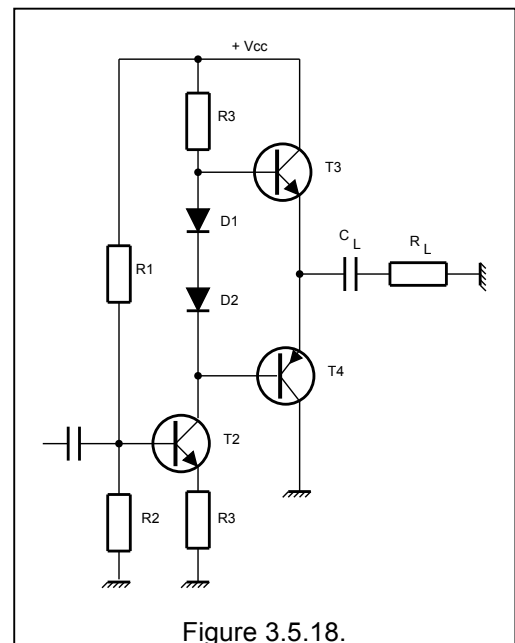 + Vcc
R3
T3
D1
C L
R L
R1
D2
T4
T2
R2
R3
Figure 3.5.18.